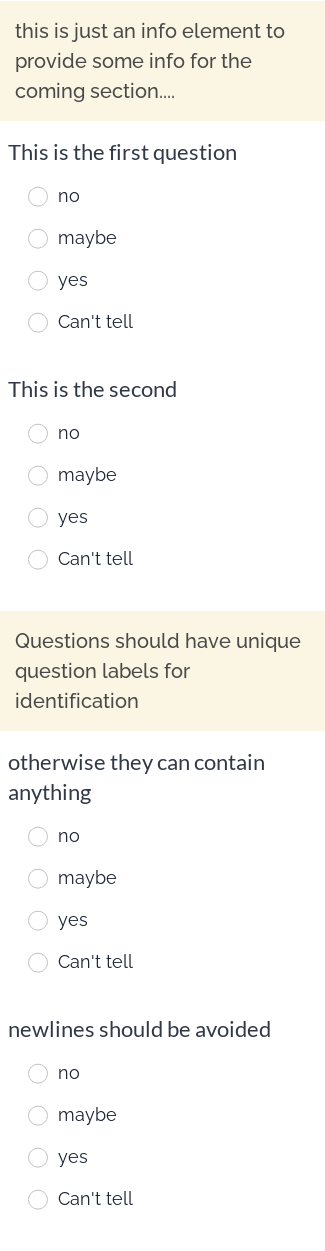 this is just an info element to
provide some info for the
coming section....
This is the first question
no
maybe
yes
Can't tell
This is the second
no
maybe
yes
Can't tell
Questions should have unique
question labels for
identification
otherwise they can contain
anything
no
maybe
yes
Can't tell
newlines should be avoided
no
maybe
yes
Can't tell